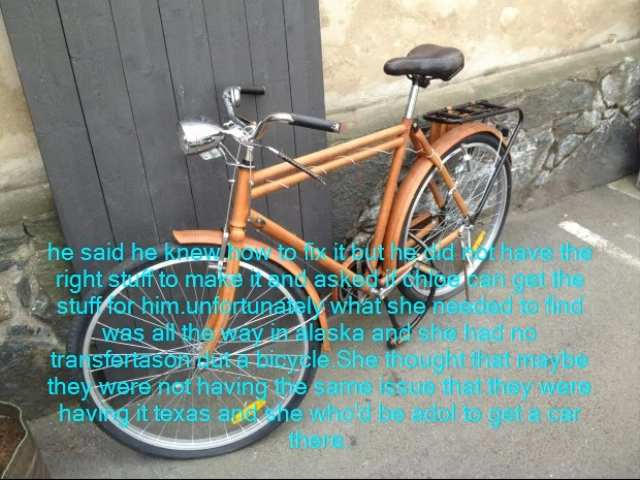 he said he knew how to fix it but he did not have the
right stuff to make it and asked if chloe can get the
stuff for him.unfortunately what she needed to find
was all the way in alaska and she had no
transfertason but a bicycle.She thought that maybe
they were not having the same issue that they were
having it texas and she who'd be adol to get a car
there.